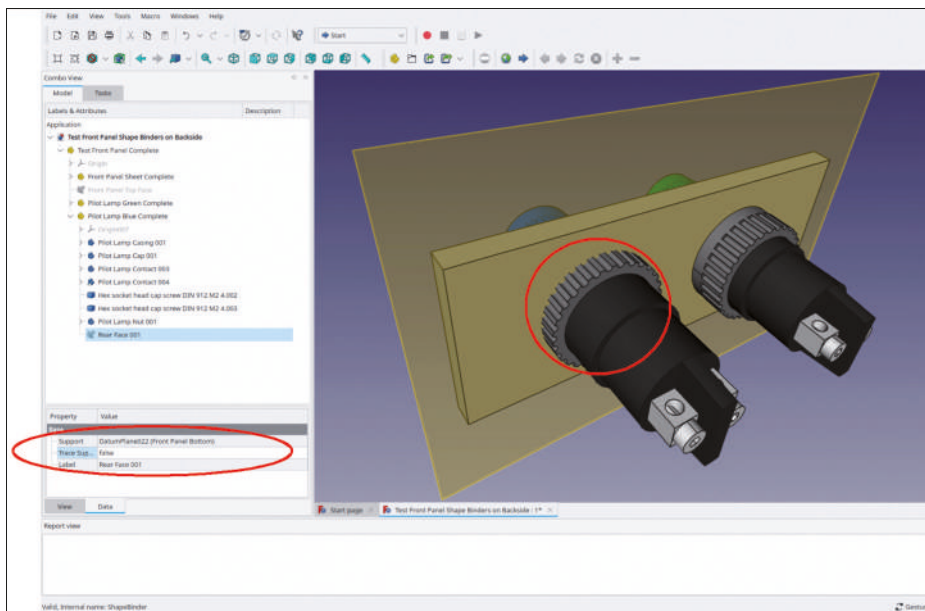 File Edit View Tools Macro Windows Help
Start
Combo View
Model Tasks
Labels & Attributes Description
Application
Test Front Panel Shape Binders on Backside
Test Front Panel Complete
Origin
Front Panel Sheet Complete
Front Panel Top Face
Pilot Lamp Green Complete
Pilot Lamp Blue Complete
Pilot Lamp Casing 001
Pilot Lamp Cap 001
Pilot Lamp Contact 003
Pilot Lamp Contact 004
Hex socket head cap screw DIN 912 M2 4.002
Hex socket head cap screw DIN 912 M2 4.003
Pilot Lamp Nut 001
Rear Face 001
Property Value
Base
Support DatumPlane022 (Front Panel Bottom)
Trace Sup... false
Label Rear Face 001
View Data
Start page Test Front Panel Shape Binders on Backside : 1*
Report view
Valid, Internal name: ShapeBinder